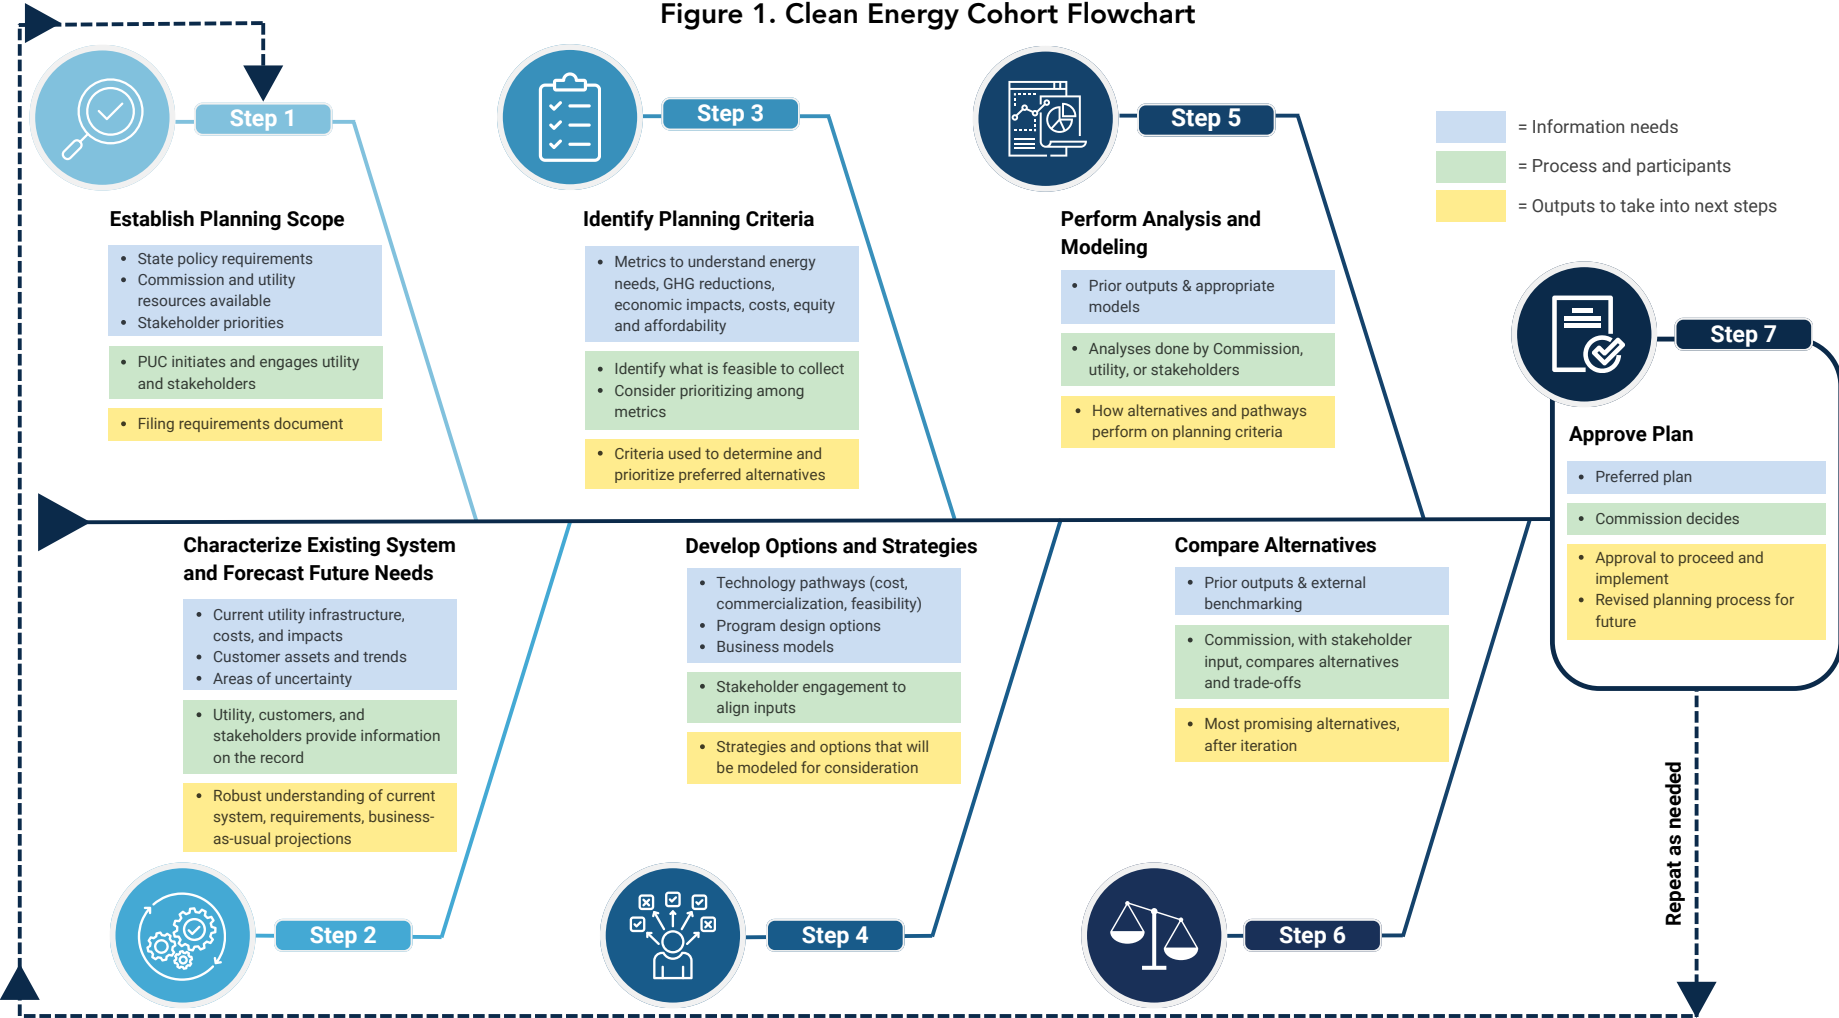 Figure 1. Clean Energy Cohort Flowchart
Step 1
Establish Planning Scope
• State policy requirements
• Commission and utility
resources available
• Stakeholder priorities
• PUC initiates and engages utility
and stakeholders
• Filing requirements document
Step 3
Identify Planning Criteria
• Metrics to understand energy
needs, GHG reductions,
economic impacts, costs, equity
and affordability
• Identify what is feasible to collect
• Consider prioritizing among
metrics
• Criteria used to determine and
prioritize preferred alternatives
Step 5
Perform Analysis and
Modeling
• Prior outputs & appropriate
models
• Analyses done by Commission,
utility, or stakeholders
• How alternatives and pathways
perform on planning criteria
= Information needs
= Process and participants
= Outputs to take into next steps
Step 7
Approve Plan
• Preferred plan
• Commission decides
• Approval to proceed and
implement
• Revised planning process for
future
Characterize Existing System
and Forecast Future Needs
• Current utility infrastructure,
costs, and impacts
• Customer assets and trends
• Areas of uncertainty
• Utility, customers, and
stakeholders provide information
on the record
• Robust understanding of current
system, requirements, business-
as-usual projections
Step 2
Develop Options and Strategies
• Technology pathways (cost,
commercialization, feasibility)
• Program design options
• Business models
• Stakeholder engagement to
align inputs
• Strategies and options that will
be modeled for consideration
Step 4
Compare Alternatives
• Prior outputs & external
benchmarking
• Commission, with stakeholder
input, compares alternatives
and trade-offs
• Most promising alternatives,
after iteration
Step 6
Repeat as needed